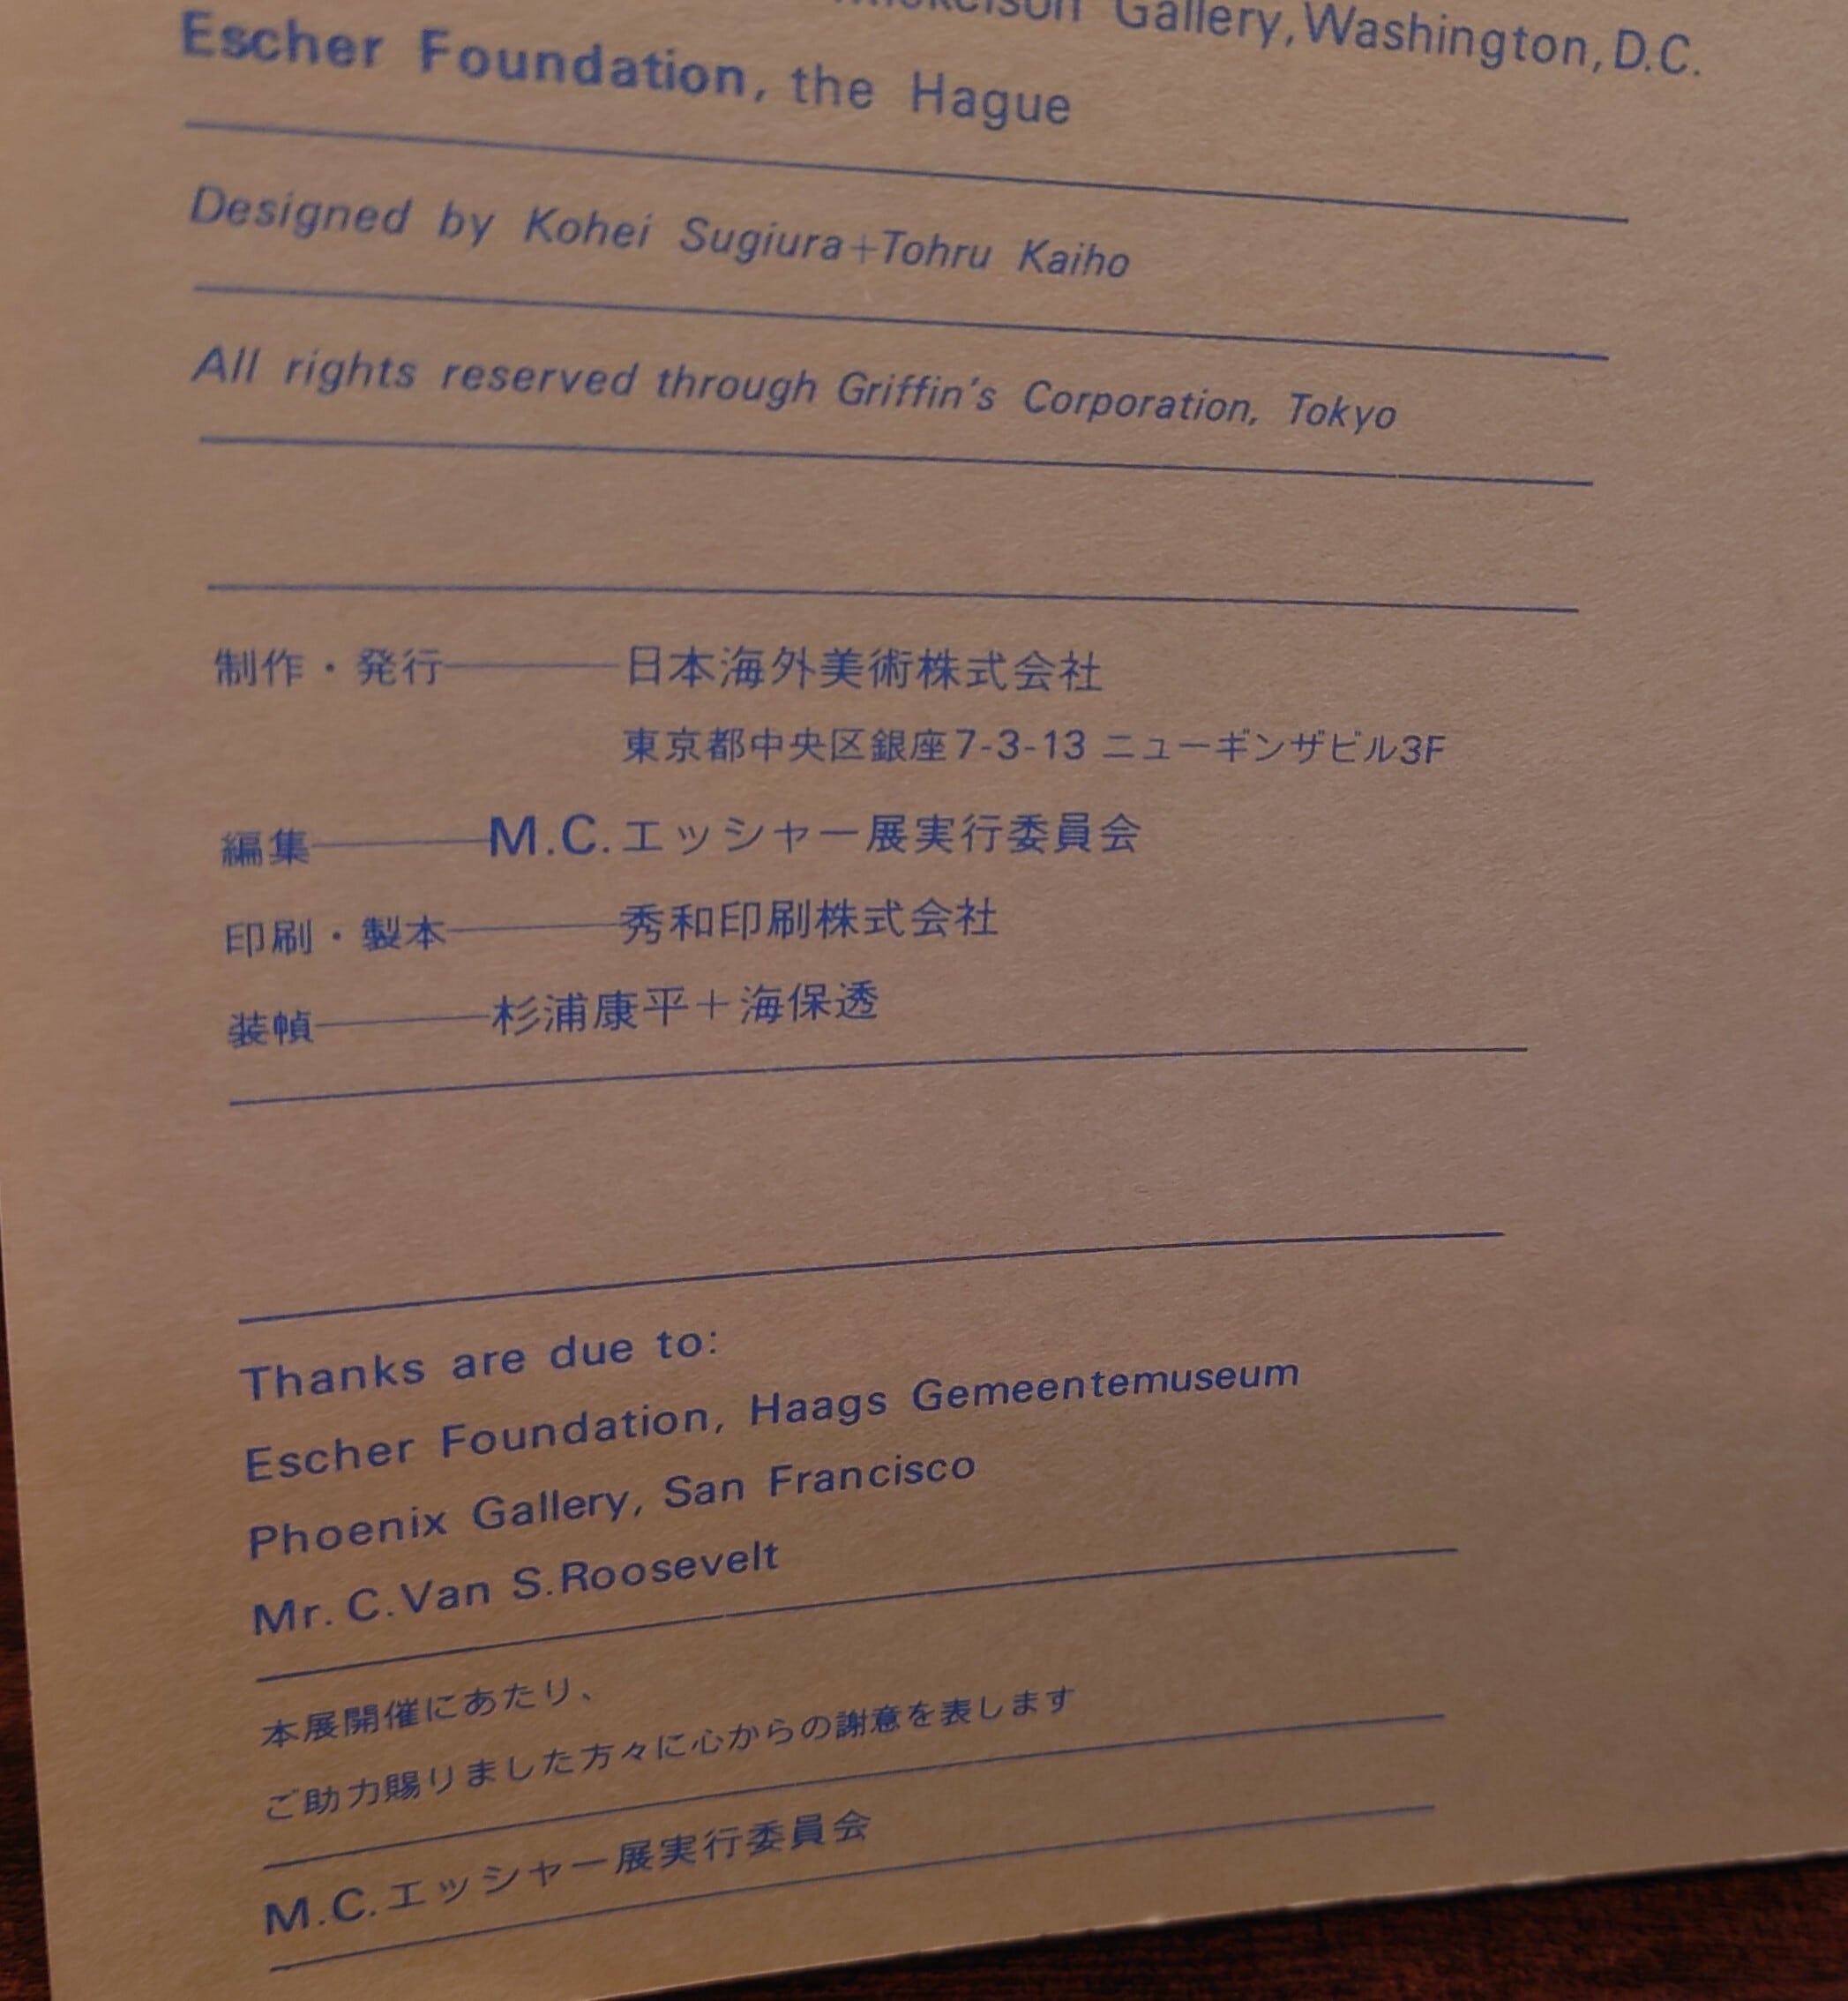 Gallery, Washington, D.C.
Escher Foundation, the Hague
Designed by Kohei Sugiura+Tohru Kaiho
All rights reserved through Griffin's Corporation, Tokyo
制作・発行———日本海外美術株式会社
東京都中央区銀座7-3-13 ニューギンザビル3F
編集———M.C.エッシャー展実行委員会
印刷・製本———秀和印刷株式会社
装幀———杉浦康平+海保透
Thanks are due to:
Escher Foundation, Haags Gemeentemuseum
Phoenix Gallery, San Francisco
Mr. C. Van S. Roosevelt
本展開催にあたり、
ご助力賜りました方々に心からの謝意を表します
M.C.エッシャー展実行委員会